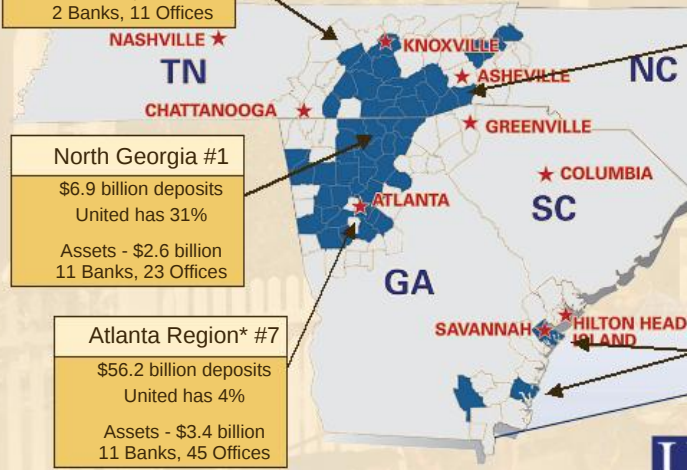 2 Banks, 11 Offices
NASHVILLE
KNOXVILLE
TN
ASHEVILLE
NC
CHATTANOOGA
GREENVILLE
North Georgia #1
$6.9 billion deposits
United has 31%
Assets - $2.6 billion
11 Banks, 23 Offices
COLUMBIA
ATLANTA
SC
GA
SAVANNAH
HILTON HEAD
ISLAND
Atlanta Region* #7
$56.2 billion deposits
United has 4%
Assets - $3.4 billion
11 Banks, 45 Offices